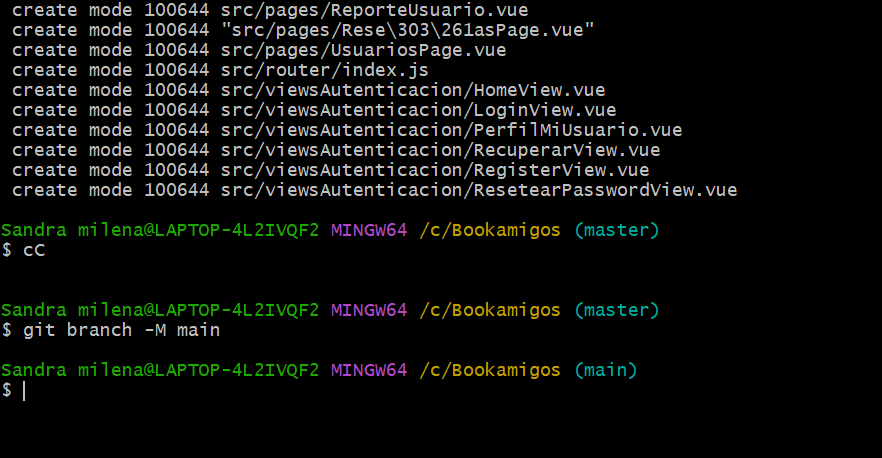 create mode 100644 src/pages/ReporteUsuario.vue
create mode 100644 "src/pages/Rese\303\261asPage.vue"
create mode 100644 src/pages/UsuariosPage.vue
create mode 100644 src/router/index.js
create mode 100644 src/viewsAutenticacion/HomeView.vue
create mode 100644 src/viewsAutenticacion/LoginView.vue
create mode 100644 src/viewsAutenticacion/PerfilMiUsuario.vue
create mode 100644 src/viewsAutenticacion/RecuperarView.vue
create mode 100644 src/viewsAutenticacion/RegisterView.vue
create mode 100644 src/viewsAutenticacion/ResetearPasswordView.vue
Sandra milena@LAPTOP-4L2IVQF2 MINGW64 /c/Bookamigos (master)
$ cC
Sandra milena@LAPTOP-4L2IVQF2 MINGW64 /c/Bookamigos (master)
$ git branch -M main
Sandra milena@LAPTOP-4L2IVQF2 MINGW64 /c/Bookamigos (main)
$